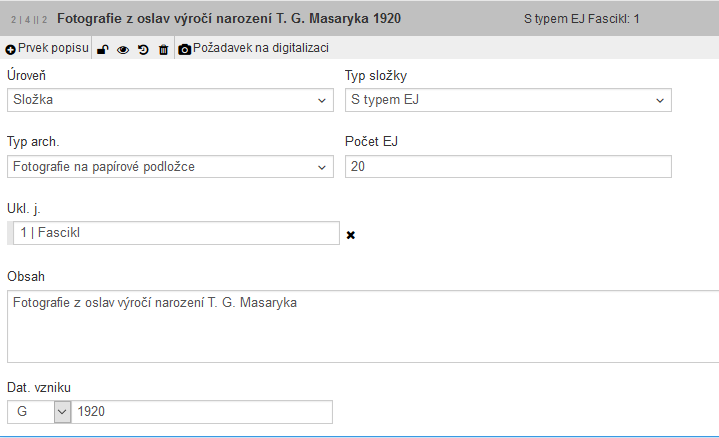 2 | 4 || 2 Fotografie z oslav výročí narození T. G. Masaryka 1920 S typem EJ Fascikl: 1
Prvek popisu Požadavek na digitalizaci
Úroveň Typ složky
Složka S typem EJ
Typ arch. Počet EJ
Fotografie na papírové podložce 20
Ukl. j.
1 | Fascikl
Obsah
Fotografie z oslav výročí narození T. G. Masaryka
Dat. vzniku
G 1920